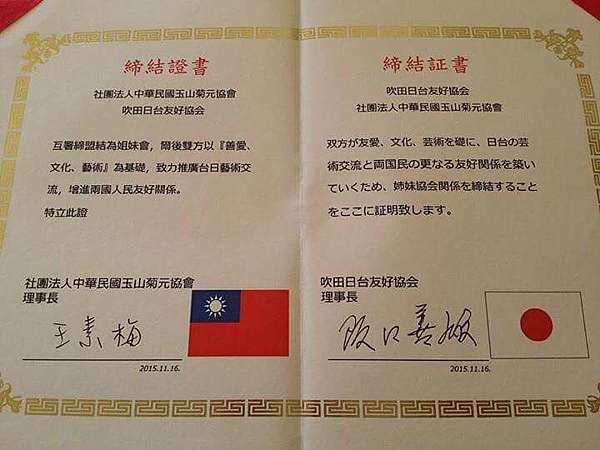 締結證書
社團法人中華民國玉山菊元協會
吹田日台友好協会
互署締盟結為姐妹會，爾後雙方以『善愛、
文化、藝術』為基礎，致力推廣台日藝術交
流，增進兩國人民友好關係。
特立此證
社團法人中華民國玉山菊元協會
理事長
王素梅
2015.11.16.
締結証書
吹田日台友好協会
社團法人中華民國玉山菊元協會
双方が友愛、文化、芸術を礎に、日台の芸
術交流と両国民の更なる友好関係を築い
ていくため、姉妹協会関係を締結すること
をここに証明致します。
吹田日台友好協会
理事長
2015.11.16.